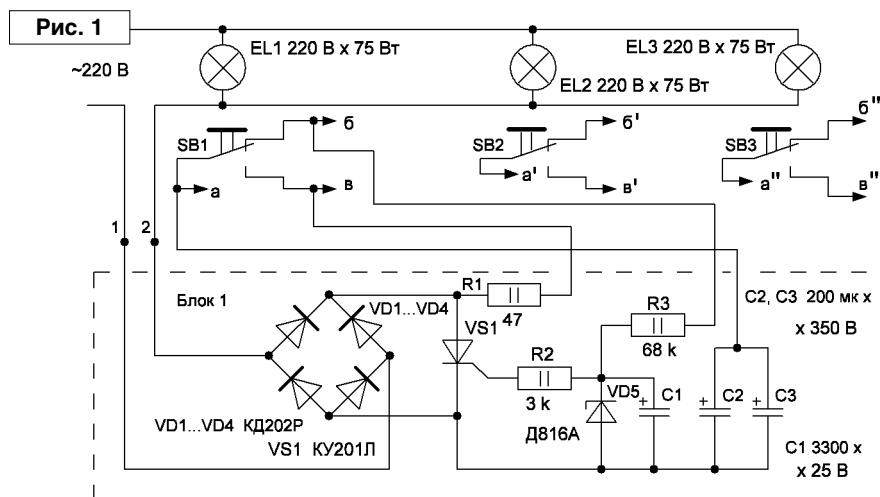 Рис. 1
~220 В
EL1 220 В x 75 Вт
EL2 220 В x 75 Вт
EL3 220 В x 75 Вт
SB1
б
а
в
SB2
б'
а'
в'
SB3
б"
а"
в"
1
2
Блок 1
VD1...VD4
R1
47
VS1
R2
3 k
R3
68 k
VD5
Д816А
C1
C2
C3
C2, C3 200 мк x
x 350 В
VD1...VD4 КД202Р
VS1 КУ201Л
C1 3300 x
x 25 В
+
+
+